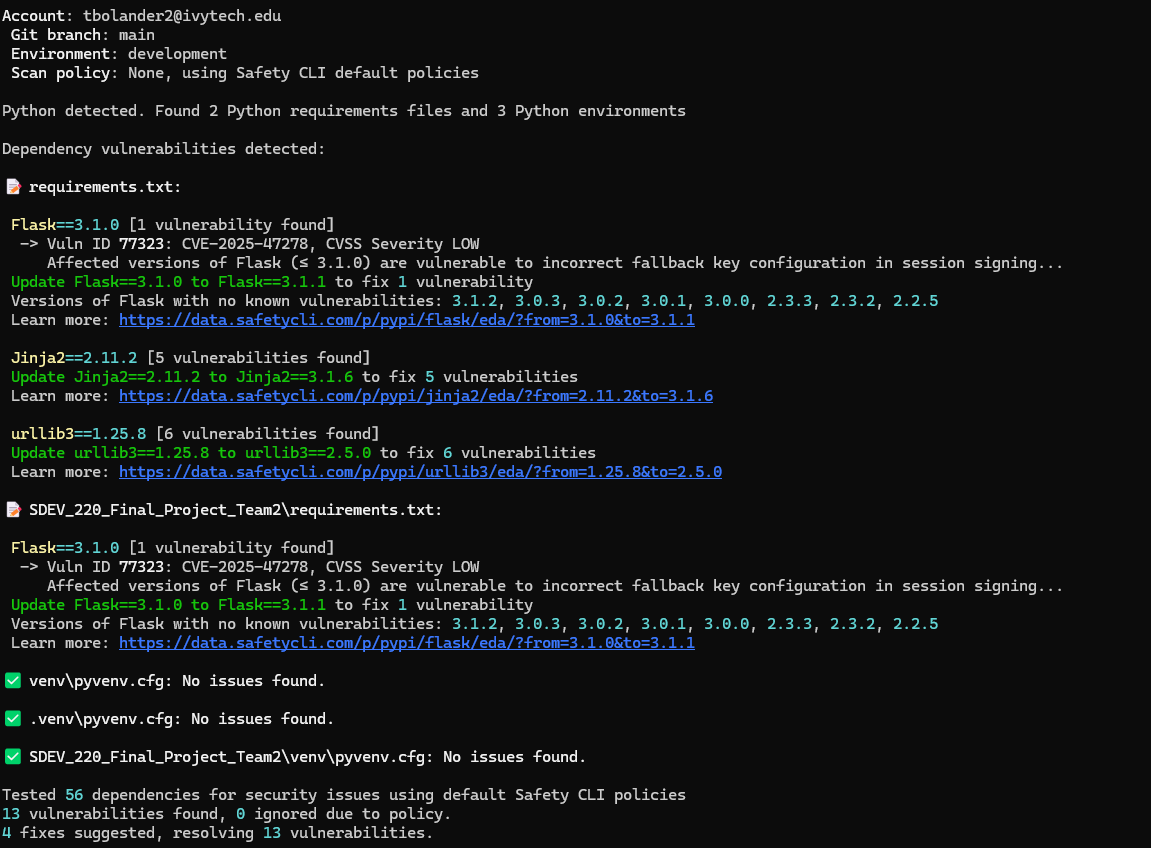 Account: tbolander2@ivytech.edu
Git branch: main
Environment: development
Scan policy: None, using Safety CLI default policies
Python detected. Found 2 Python requirements files and 3 Python environments
Dependency vulnerabilities detected:
📝 requirements.txt:
Flask==3.1.0 [1 vulnerability found]
-> Vuln ID 77323: CVE-2025-47278, CVSS Severity LOW
Affected versions of Flask (≤ 3.1.0) are vulnerable to incorrect fallback key configuration in session signing...
Update Flask==3.1.0 to Flask==3.1.1 to fix 1 vulnerability
Versions of Flask with no known vulnerabilities: 3.1.2, 3.0.3, 3.0.2, 3.0.1, 3.0.0, 2.3.3, 2.3.2, 2.2.5
Learn more: https://data.safetycli.com/p/pypi/flask/eda/?from=3.1.0&to=3.1.1
Jinja2==2.11.2 [5 vulnerabilities found]
Update Jinja2==2.11.2 to Jinja2==3.1.6 to fix 5 vulnerabilities
Learn more: https://data.safetycli.com/p/pypi/jinja2/eda/?from=2.11.2&to=3.1.6
urllib3==1.25.8 [6 vulnerabilities found]
Update urllib3==1.25.8 to urllib3==2.5.0 to fix 6 vulnerabilities
Learn more: https://data.safetycli.com/p/pypi/urllib3/eda/?from=1.25.8&to=2.5.0
📝 SDEV_220_Final_Project_Team2\requirements.txt:
Flask==3.1.0 [1 vulnerability found]
-> Vuln ID 77323: CVE-2025-47278, CVSS Severity LOW
Affected versions of Flask (≤ 3.1.0) are vulnerable to incorrect fallback key configuration in session signing...
Update Flask==3.1.0 to Flask==3.1.1 to fix 1 vulnerability
Versions of Flask with no known vulnerabilities: 3.1.2, 3.0.3, 3.0.2, 3.0.1, 3.0.0, 2.3.3, 2.3.2, 2.2.5
Learn more: https://data.safetycli.com/p/pypi/flask/eda/?from=3.1.0&to=3.1.1
✅ venv\pyvenv.cfg: No issues found.
✅ .venv\pyvenv.cfg: No issues found.
✅ SDEV_220_Final_Project_Team2\venv\pyvenv.cfg: No issues found.
Tested 56 dependencies for security issues using default Safety CLI policies
13 vulnerabilities found, 0 ignored due to policy.
4 fixes suggested, resolving 13 vulnerabilities.